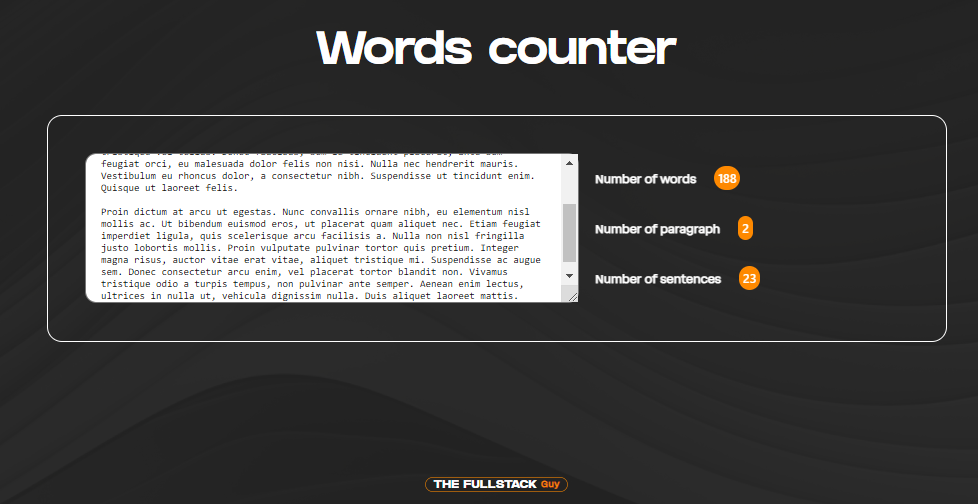 Words counter
feugiat orci, eu malesuada dolor felis non nisi. Nulla nec hendrerit mauris.
Vestibulum eu rhoncus dolor, a consectetur nibh. Suspendisse ut tincidunt enim.
Quisque ut laoreet felis.
Proin dictum at arcu ut egestas. Nunc convallis ornare nibh, eu elementum nisl
mollis ac. Ut bibendum euismod eros, ut placerat quam aliquet nec. Etiam feugiat
imperdiet ligula, quis scelerisque arcu facilisis a. Nulla non nisl fringilla
justo lobortis mollis. Proin vulputate pulvinar tortor quis pretium. Integer
magna risus, auctor vitae erat vitae, aliquet tristique mi. Suspendisse ac augue
sem. Donec consectetur arcu enim, vel placerat tortor blandit non. Vivamus
tristique odio a turpis tempus, non pulvinar ante semper. Aenean enim lectus,
ultrices in nulla ut, vehicula dignissim nulla. Duis aliquet laoreet mattis.
Number of words 188
Number of paragraph 2
Number of sentences 23
THE FULLSTACK Guy